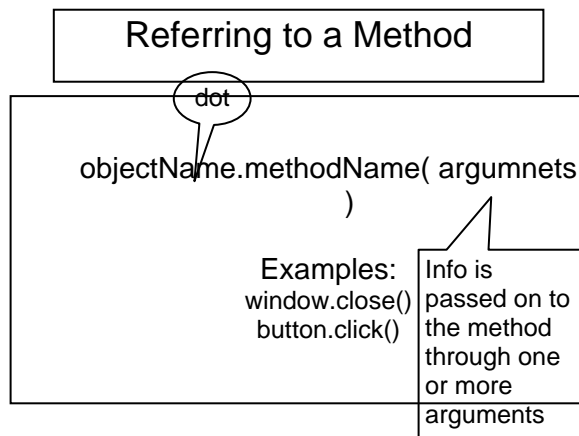 Referring to a Method
dot
objectName.methodName( argumnets
)
Examples:
window.close()
button.click()
Info is
passed on to
the method
through one
or more
arguments